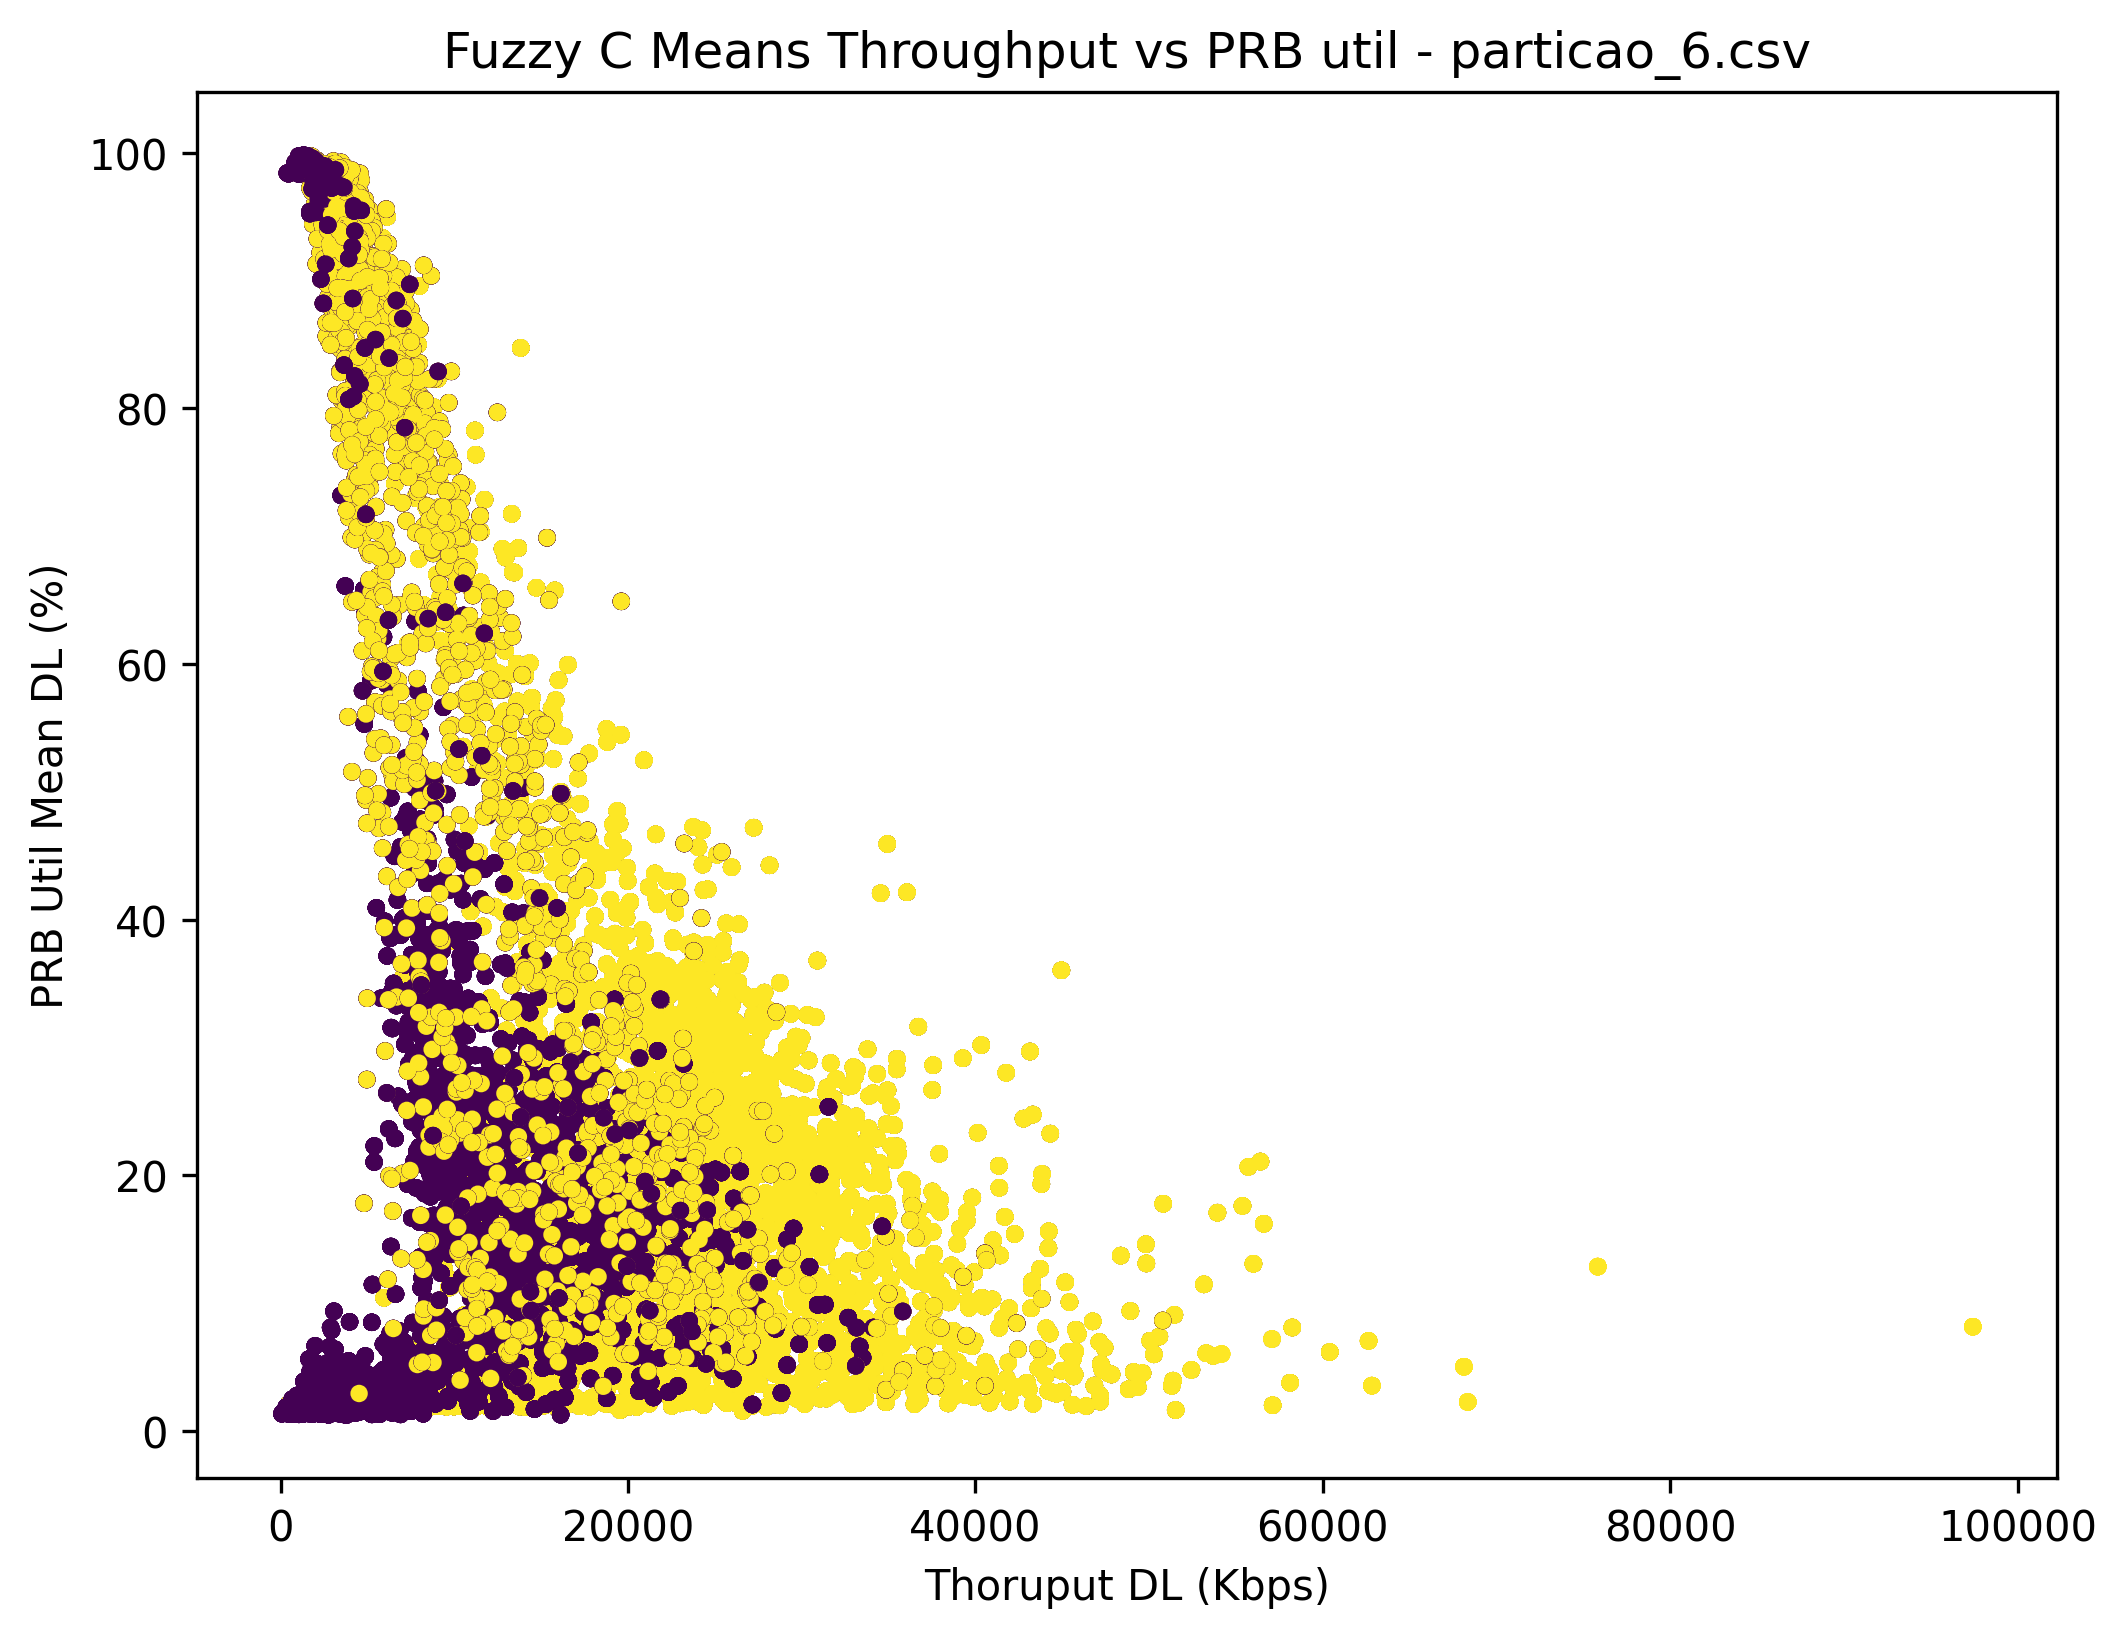 Fuzzy C Means Throughput vs PRB util - particao_6.csv
PRB Util Mean DL (%)
100
80
60
40
20
0
0 20000 40000 60000 80000 100000
Thoruput DL (Kbps)